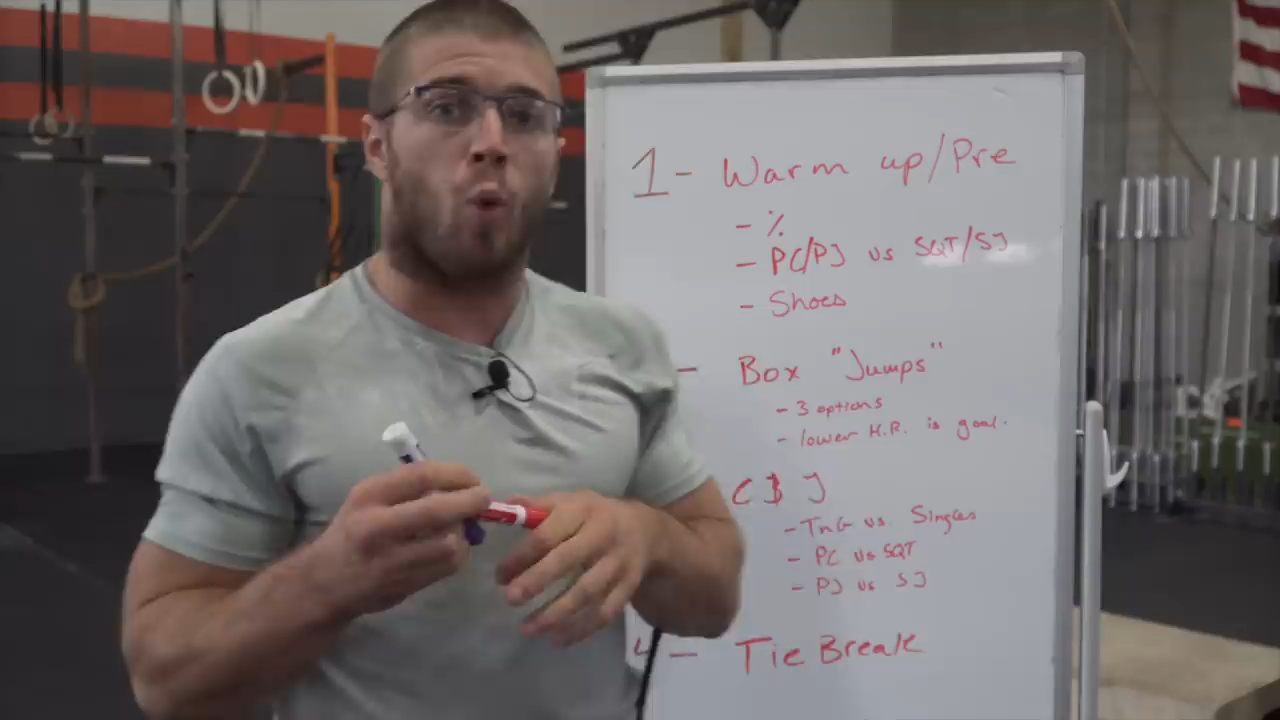 1- Warm up/Pre
- %
- PC/PJ vs SQT/SJ
- Shoes
- Box "Jumps"
- 3 options
- lower H.R. is goal.
C & J
- TnG vs. Singles
- PC vs SQT
- PJ vs SJ
4- Tie Break